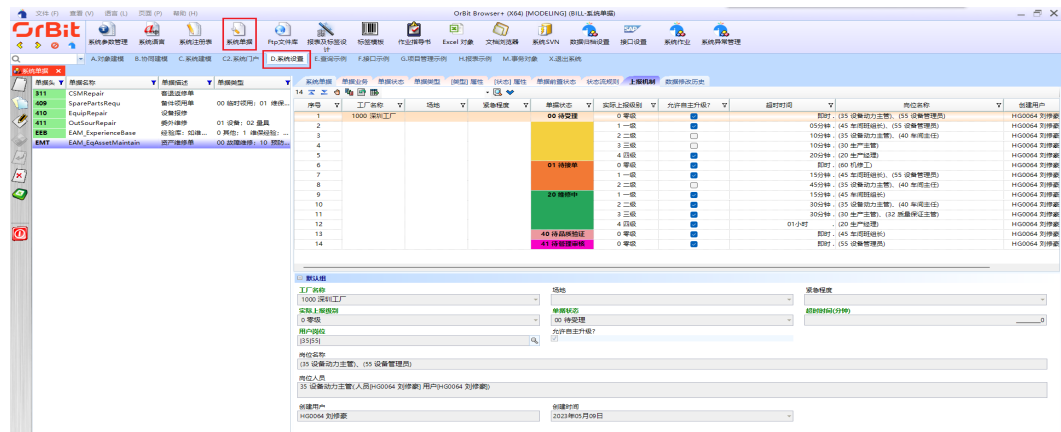 文件 (F) 查看 (V) 语言 (L) 页面 (P) 帮助 (H)
OrBit Browser+ (X64) [MODELING] (BILL-系统单据)
OrBit
系统参数管理 系统语言 系统注册表 系统单据 Ftp文件库 报表及标签设计 标签模板 作业指导书 Excel 对象 文档浏览器 系统SVN 数据归档设置 接口设置 系统作业 系统异常管理
A.对象建模 B.协同建模 C.系统建模 C2.系统门户 D.系统设置 E.查询示例 F.接口示例 G.项目管理示例 H.报表示例 M.事务对象 X.退出系统
系统单据 ×
单据头 单据名称 单据描述 单据类型
311 CSMRepair 客退返修单
409 SparePartsRequ 备件领用单 00 临时领用; 01 维保...
410 EquipRepair 设备报修
411 OutSourRepair 委外维修 01 设备; 02 量具
EEB EAM_ExperienceBase 经验库: 如维... 0 其他; 1 维保经验; ...
EMT EAM_EqAssetMaintain 资产维修单 00 故障维修; 10 预防...
系统单据 单据业务 单据状态 单据类型 [类型] 属性 [状态] 属性 单据前置状态 状态流规则 上报机制 数据修改历史
14
序号 工厂名称 场地 紧急程度 单据状态 实际上报级别 允许自主升级? 超时时间 岗位名称 创建用户
1 1000 深圳工厂 00 待受理 0 零级 即时 . (35 设备动力主管)、(55 设备管理员) HG0064 刘修豪
2 1 一级 05分钟 . (45 车间班组长)、(55 设备管理员) HG0064 刘修豪
3 2 二级 10分钟 . (35 设备动力主管)、(40 车间主任) HG0064 刘修豪
4 3 三级 10分钟 . (30 生产主管) HG0064 刘修豪
5 4 四级 20分钟 . (20 生产经理) HG0064 刘修豪
6 01 待接单 0 零级 即时 . (60 机修工) HG0064 刘修豪
7 1 一级 15分钟 . (45 车间班组长)、(55 设备管理员) HG0064 刘修豪
8 2 二级 45分钟 . (35 设备动力主管)、(40 车间主任) HG0064 刘修豪
9 20 维修中 1 一级 15分钟 . (45 车间班组长) HG0064 刘修豪
10 2 二级 30分钟 . (35 设备动力主管)、(40 车间主任) HG0064 刘修豪
11 3 三级 30分钟 . (30 生产主管)、(32 质量保证主管) HG0064 刘修豪
12 4 四级 01小时 . (20 生产经理) HG0064 刘修豪
13 40 待品质验证 0 零级 即时 . (45 车间班组长) HG0064 刘修豪
14 41 待管理审核 0 零级 即时 . (55 设备管理员) HG0064 刘修豪
默认组
工厂名称 场地 紧急程度
1000 深圳工厂
实际上报级别 单据状态 超时时间(分钟)
0 零级 00 待受理 0
用户岗位 允许自主升级?
|35|55|
岗位名称
(35 设备动力主管)、(55 设备管理员)
岗位人员
35 设备动力主管(人员[HG0064 刘修豪] 用户[HG0064 刘修豪])
创建用户 创建时间
HG0064 刘修豪 2023年05月09日